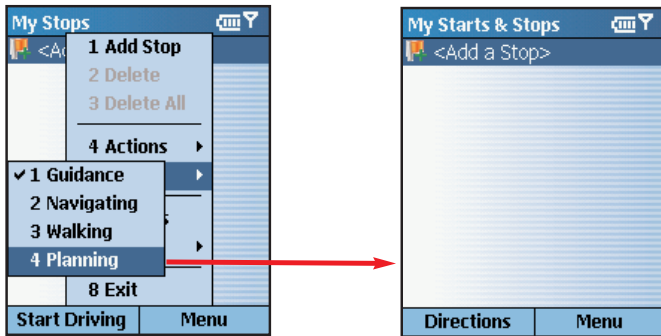 My Stops
<Ad
1 Add Stop
2 Delete
3 Delete All
4 Actions
1 Guidance
2 Navigating
3 Walking
4 Planning
8 Exit
Start Driving Menu
My Starts & Stops
<Add a Stop>
Directions Menu